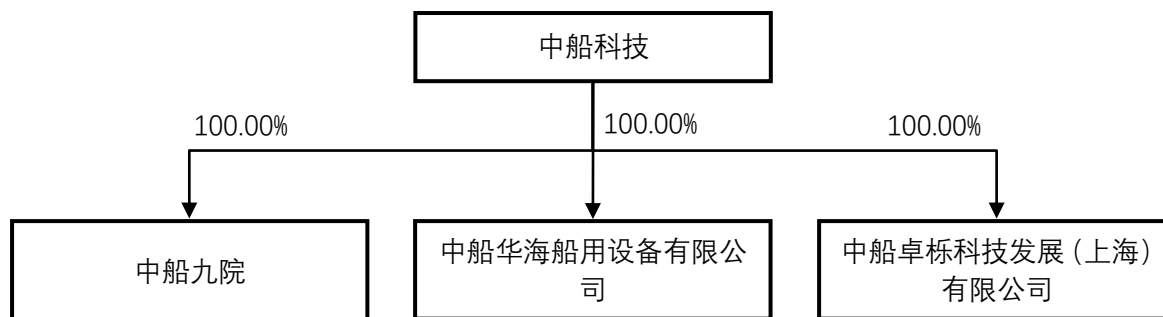 中船科技
100.00%
100.00%
100.00%
中船九院
中船华海船用设备有限公
司
中船卓栎科技发展（上海）
有限公司